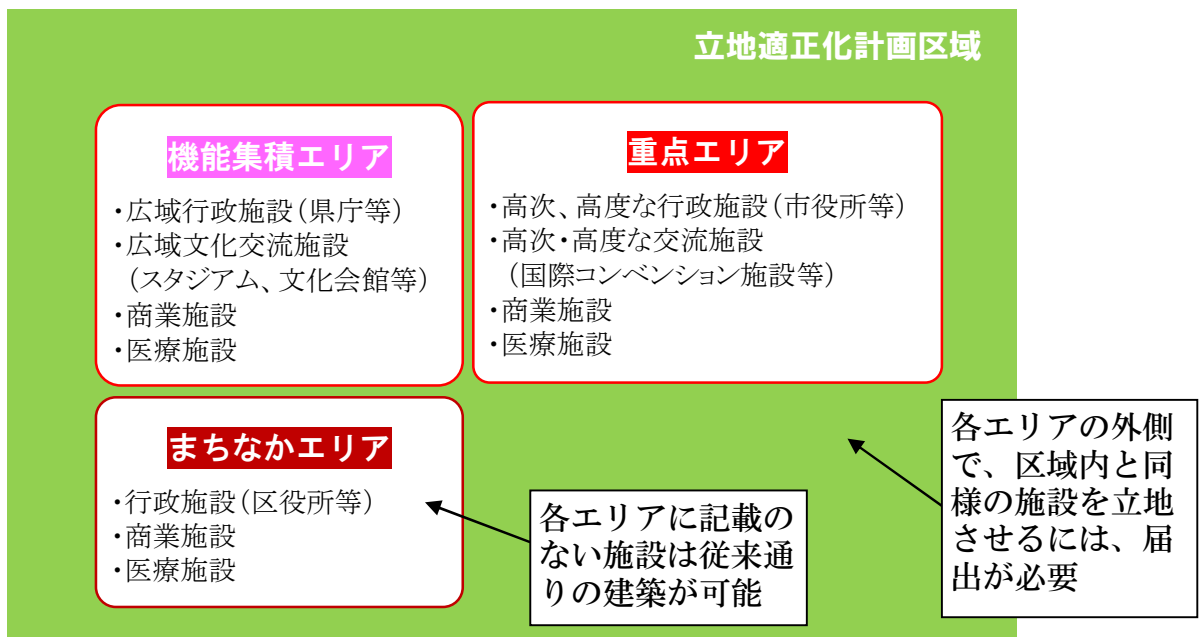 立地適正化計画区域
機能集積エリア
・広域行政施設（県庁等）
・広域文化交流施設
（スタジアム、文化会館等）
・商業施設
・医療施設
重点エリア
・高次、高度な行政施設（市役所等）
・高次・高度な交流施設
（国際コンベンション施設等）
・商業施設
・医療施設
まちなかエリア
・行政施設（区役所等）
・商業施設
・医療施設
各エリアに記載の
ない施設は従来通
りの建築が可能
各エリアの外側
で、区域内と同
様の施設を立地
させるには、届
出が必要